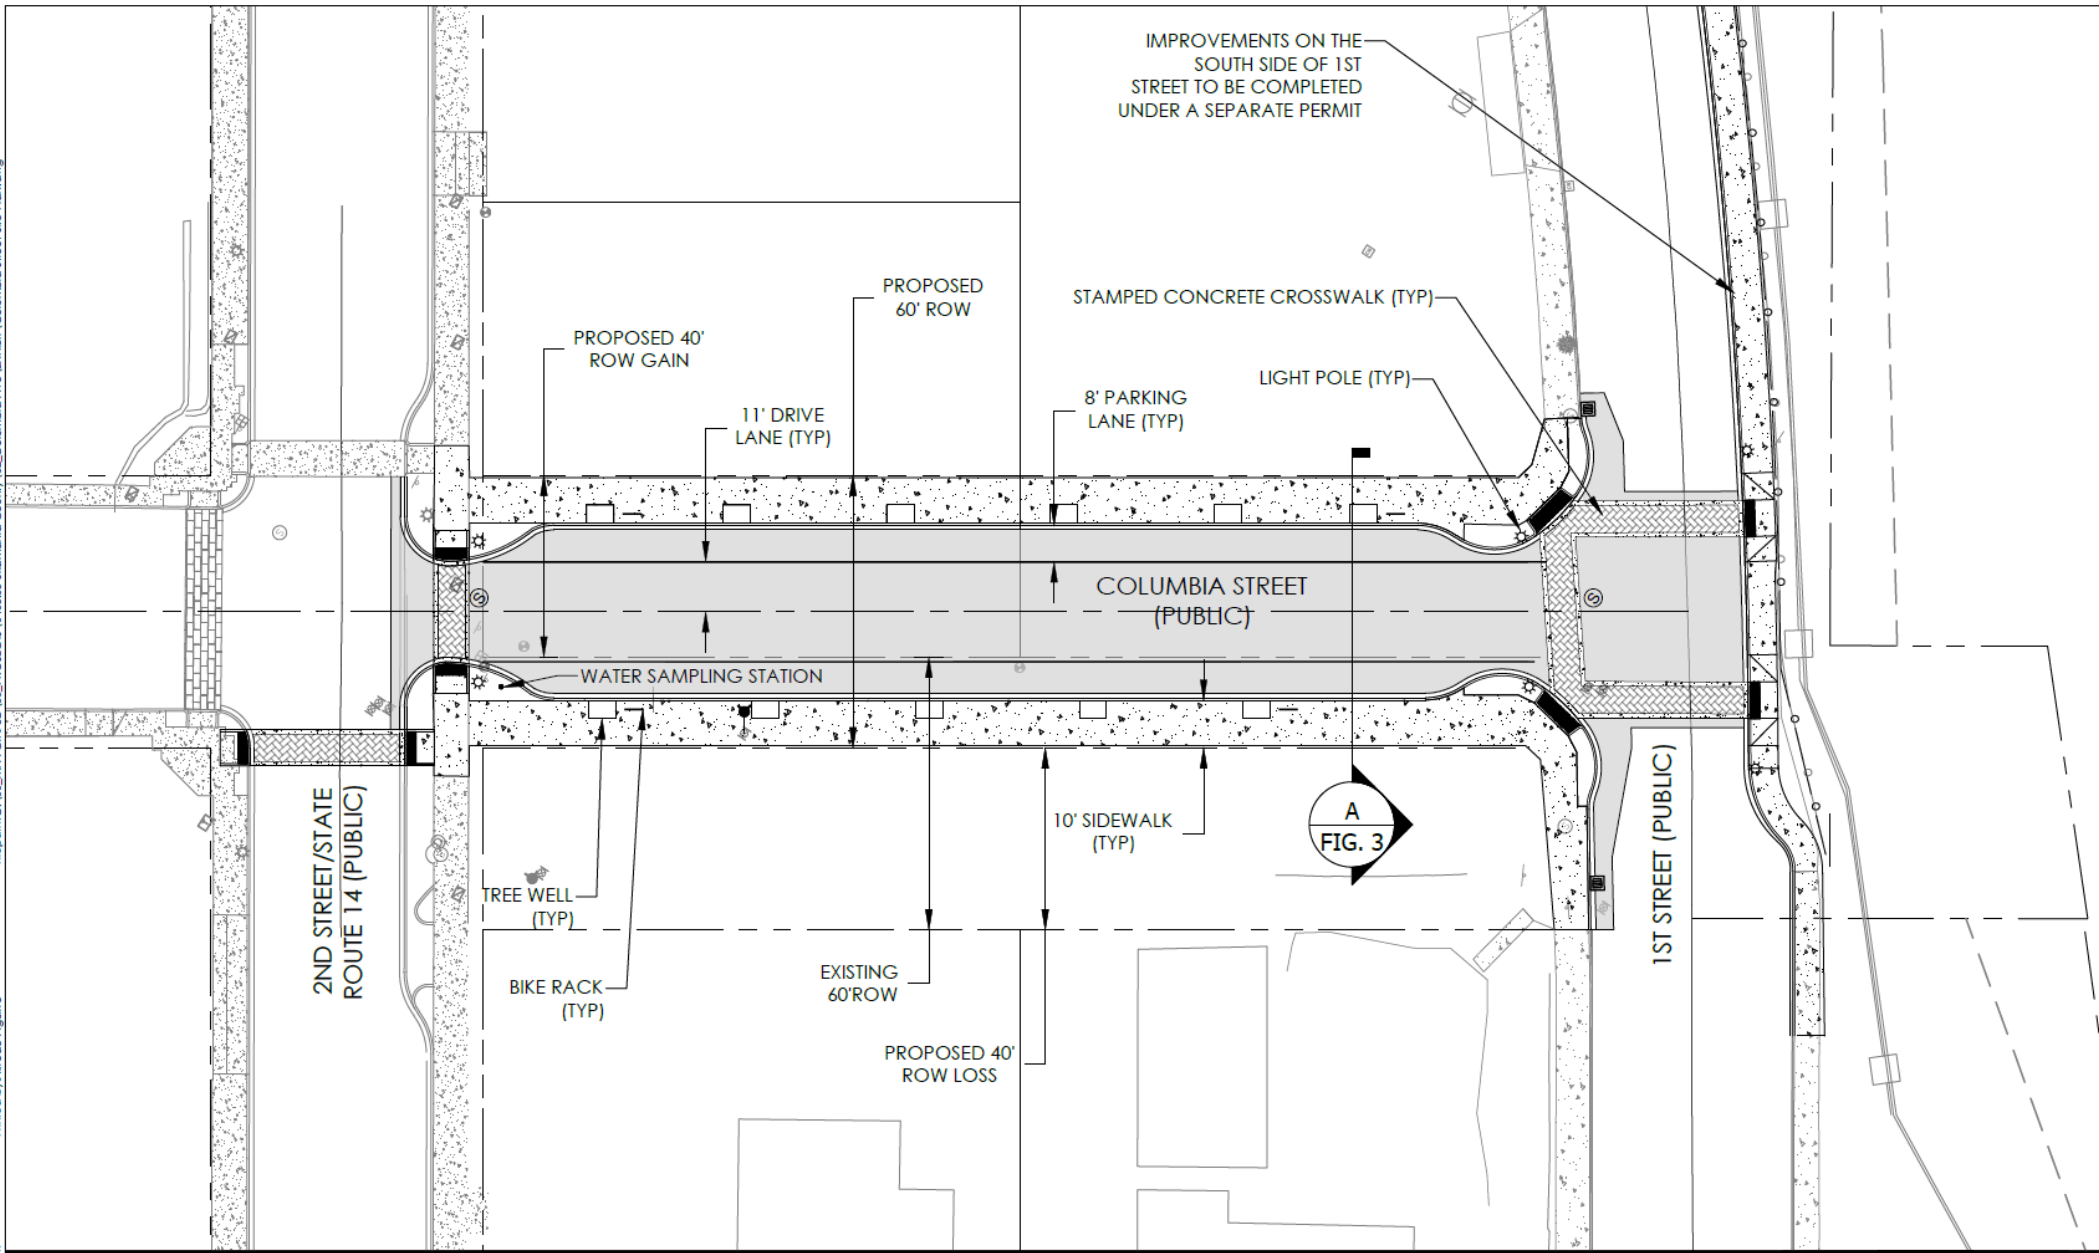 IMPROVEMENTS ON THE
SOUTH SIDE OF 1ST
STREET TO BE COMPLETED
UNDER A SEPARATE PERMIT
PROPOSED
60' ROW
STAMPED CONCRETE CROSSWALK (TYP)
PROPOSED 40'
ROW GAIN
LIGHT POLE (TYP)
11' DRIVE
LANE (TYP)
8' PARKING
LANE (TYP)
COLUMBIA STREET
(PUBLIC)
S
S
S
WATER SAMPLING STATION
2ND STREET/STATE
ROUTE 14 (PUBLIC)
1ST STREET (PUBLIC)
10' SIDEWALK
(TYP)
A
FIG. 3
TREE WELL
(TYP)
BIKE RACK
(TYP)
EXISTING
60'ROW
PROPOSED 40'
ROW LOSS